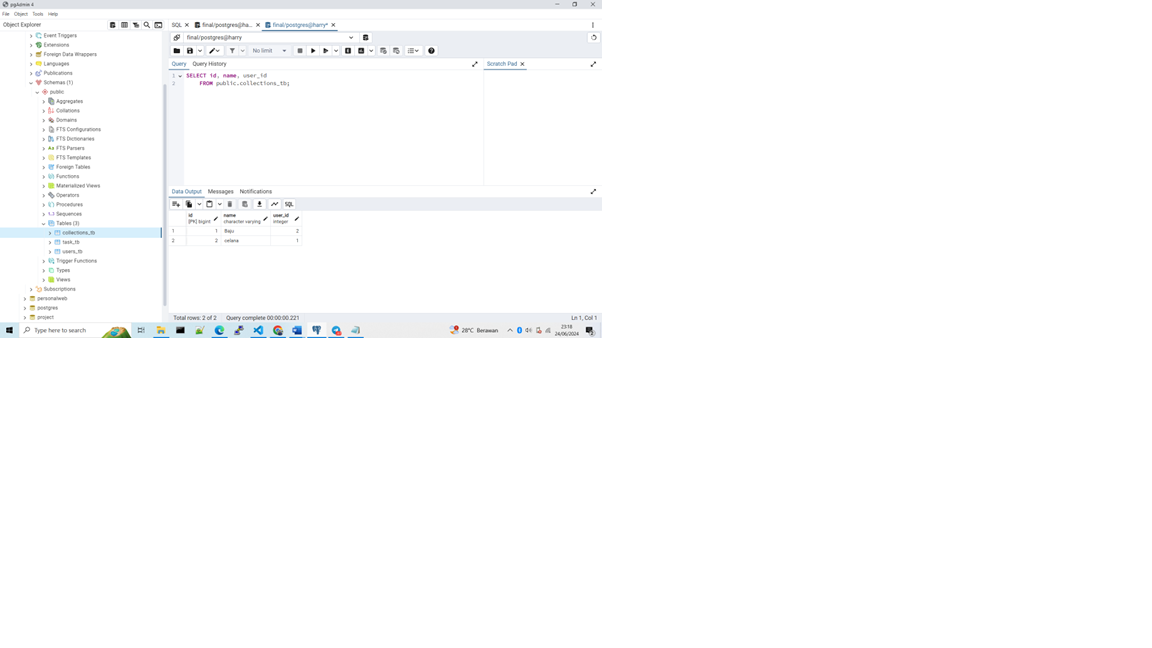 pgAdmin 4
File Object Tools Help
Object Explorer
SQL
final/postgres@ha...
final/postgres@harry*
Event Triggers
Extensions
Foreign Data Wrappers
Languages
Publications
Schemas (1)
public
Aggregates
Collations
Domains
FTS Configurations
FTS Dictionaries
FTS Parsers
FTS Templates
Foreign Tables
Functions
Materialized Views
Operators
Procedures
1..3 Sequences
Tables (3)
collections_tb
task_tb
users_tb
Trigger Functions
Types
Views
Subscriptions
personalweb
postgres
project
final/postgres@harry
No limit
Query Query History
Scratch Pad
1 SELECT id, name, user_id
2 FROM public.collections_tb;
Data Output Messages Notifications
SQL
id name user_id
[PK] bigint character varying integer
1 1 Baju 2
2 2 celana 1
Total rows: 2 of 2 Query complete 00:00:00.221
Ln 1, Col 1
Type here to search
28°C Berawan
23:18
24/06/2024